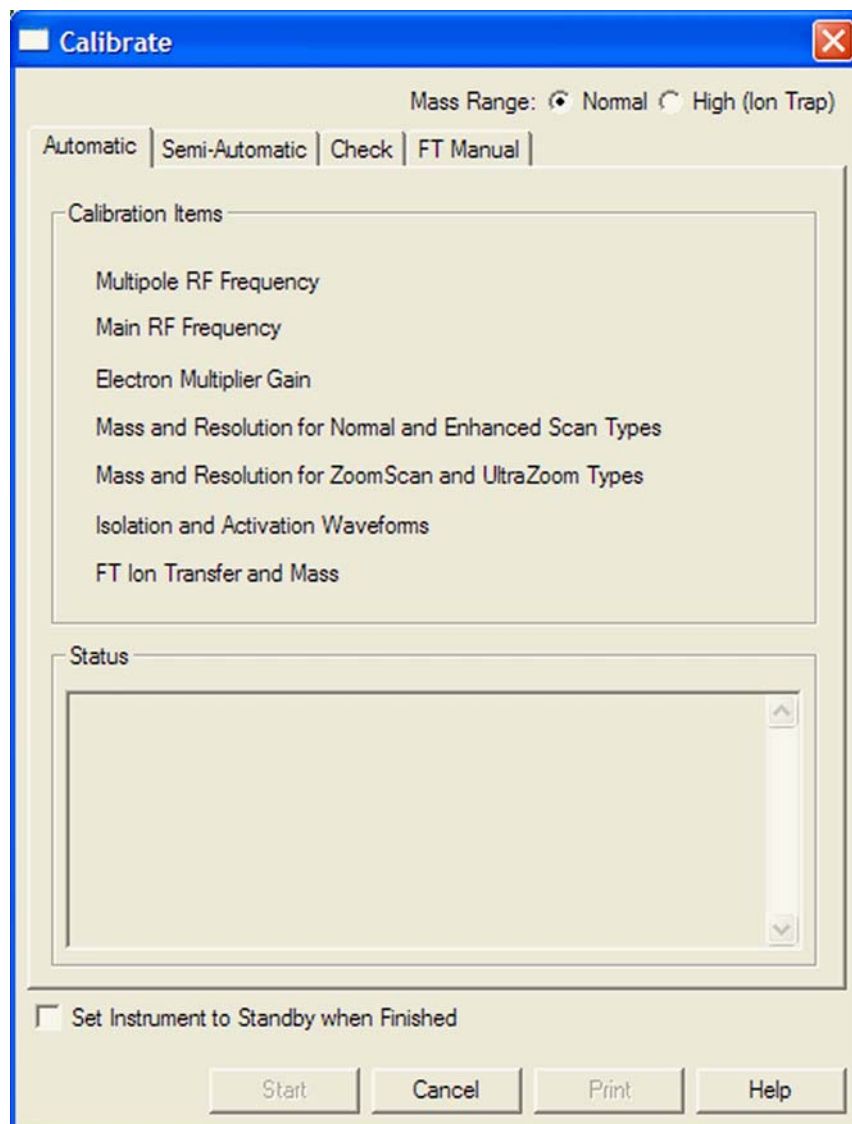 Calibrate
Mass Range: Normal High (Ion Trap)
Automatic Semi-Automatic Check FT Manual
Calibration Items
Multipole RF Frequency
Main RF Frequency
Electron Multiplier Gain
Mass and Resolution for Normal and Enhanced Scan Types
Mass and Resolution for ZoomScan and UltraZoom Types
Isolation and Activation Waveforms
FT Ion Transfer and Mass
Status
Set Instrument to Standby when Finished
Start Cancel Print Help